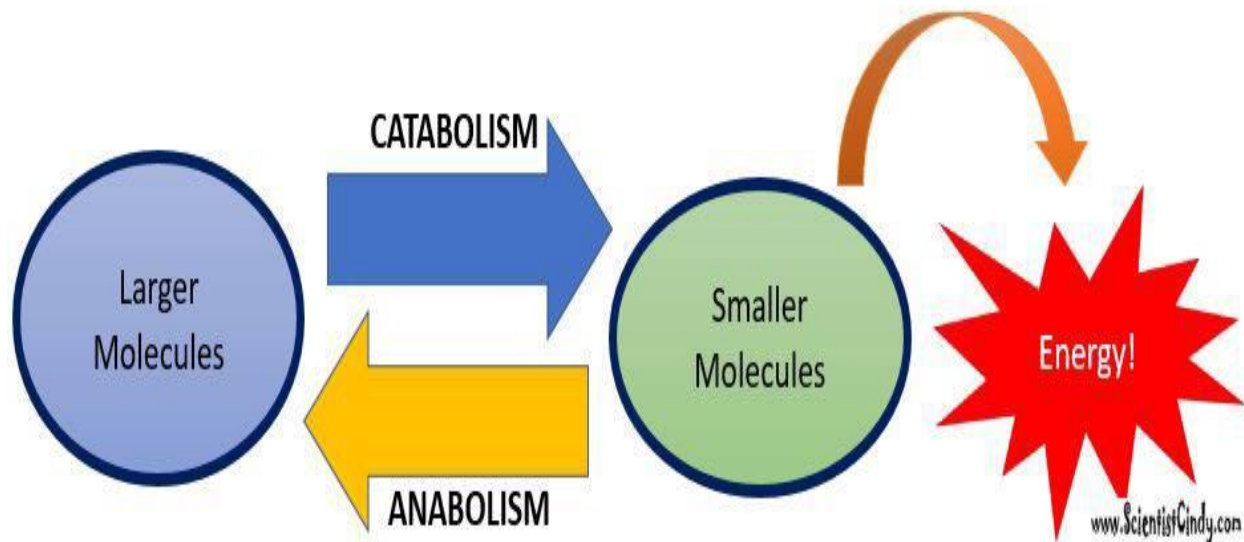 CATABOLISM
Larger
Molecules
Smaller
Molecules
Energy!
ANABOLISM
www.ScientistCindy.com